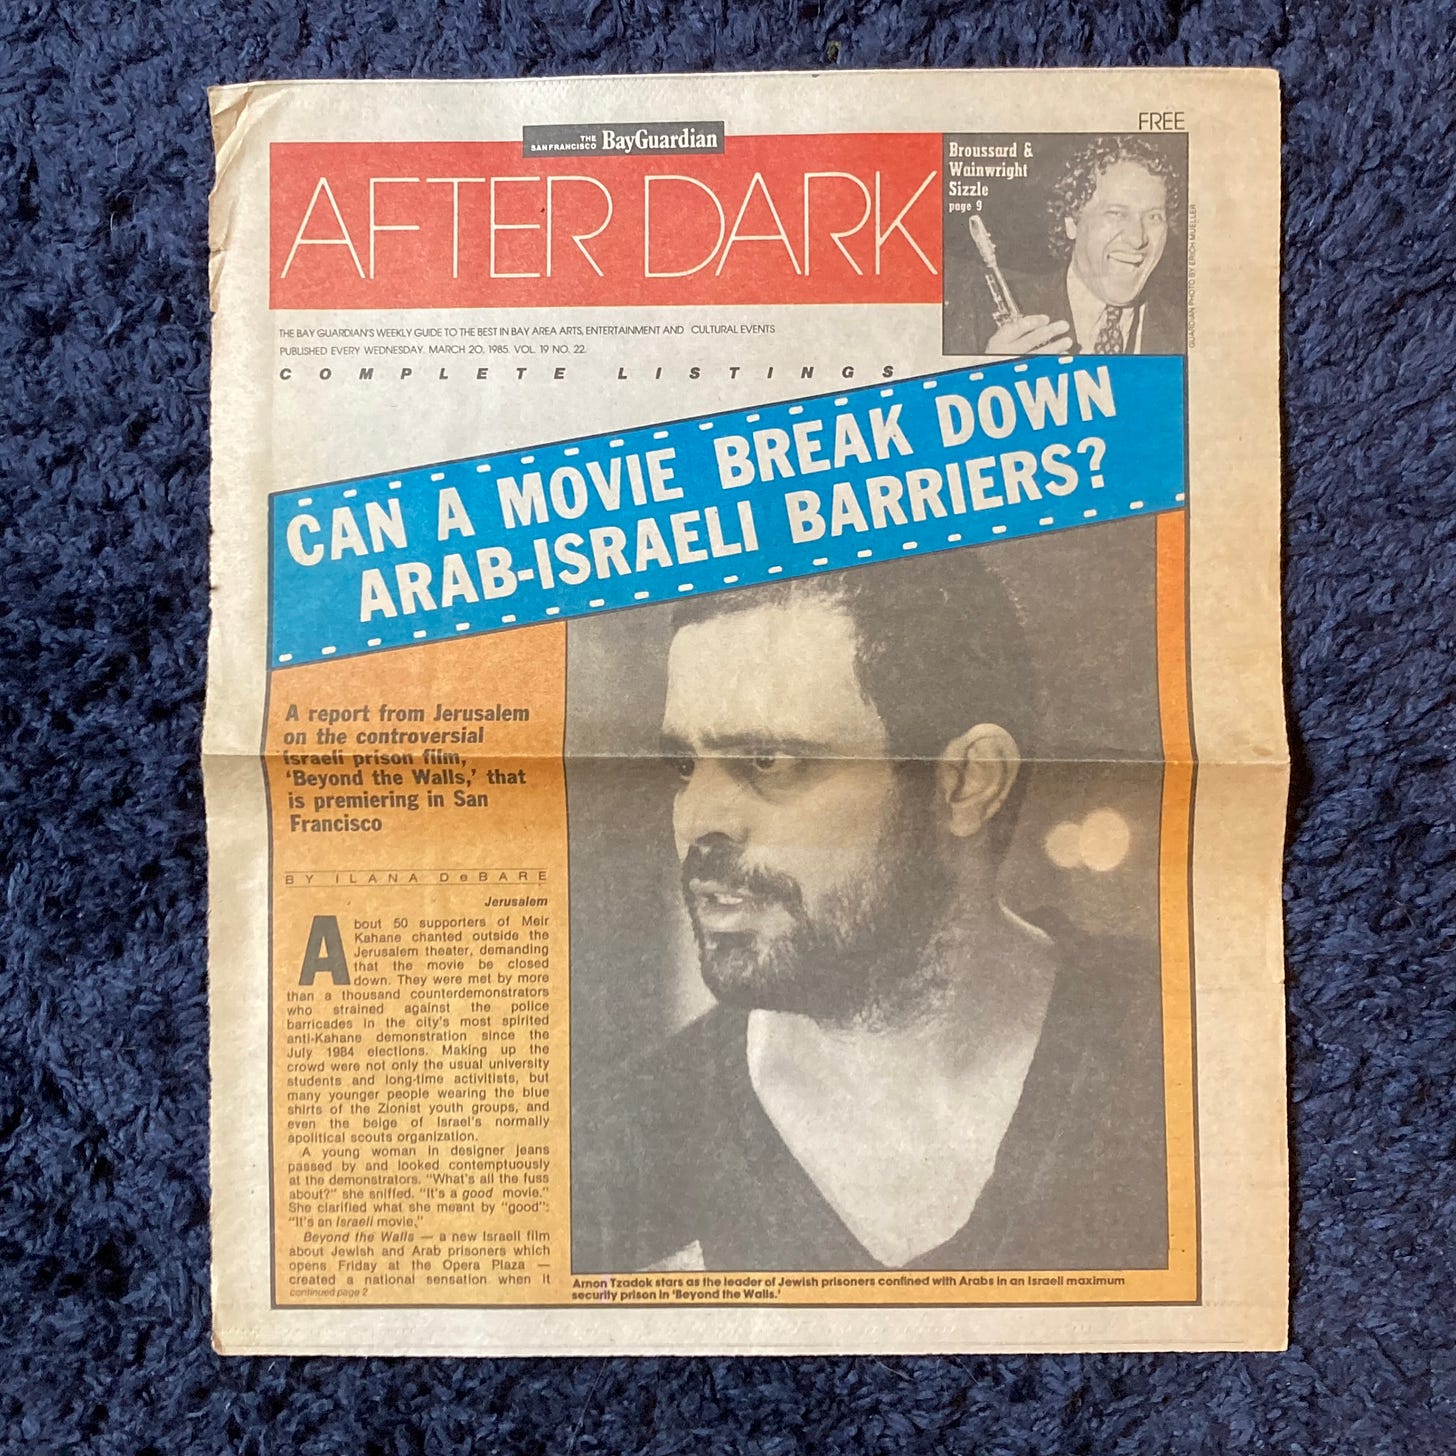 FREE
THE
SAN FRANCISCO BayGuardian
AFTER DARK
Broussard &
Wainwright
Sizzle
page 9
GUARDIAN PHOTO BY ERICH MUELLER
THE BAY GUARDIAN'S WEEKLY GUIDE TO THE BEST IN BAY AREA ARTS, ENTERTAINMENT AND CULTURAL EVENTS
PUBLISHED EVERY WEDNESDAY. MARCH 20, 1985. VOL. 19 NO. 22.
COMPLETE LISTINGS
CAN A MOVIE BREAK DOWN
ARAB-ISRAELI BARRIERS?
A report from Jerusalem
on the controversial
Israeli prison film,
'Beyond the Walls,' that
is premiering in San
Francisco
BY ILANA DeBARE
Jerusalem
About 50 supporters of Meir
Kahane chanted outside the
Jerusalem theater, demanding
that the movie be closed
down. They were met by more
than a thousand counterdemonstrators
who strained against the police
barricades in the city's most spirited
anti-Kahane demonstration since the
July 1984 elections. Making up the
crowd were not only the usual university
students and long-time activitists, but
many younger people wearing the blue
shirts of the Zionist youth groups, and
even the beige of Israel's normally
apolitical scouts organization.
A young woman in designer jeans
passed by and looked contemptuously
at the demonstrators. "What's all the fuss
about?" she sniffed. "It's a good movie."
She clarified what she meant by "good":
"It's an Israeli movie."
Beyond the Walls — a new Israeli film
about Jewish and Arab prisoners which
opens Friday at the Opera Plaza —
created a national sensation when it
continued page 2
Arnon Tzadok stars as the leader of Jewish prisoners confined with Arabs in an Israeli maximum
security prison in 'Beyond the Walls.'